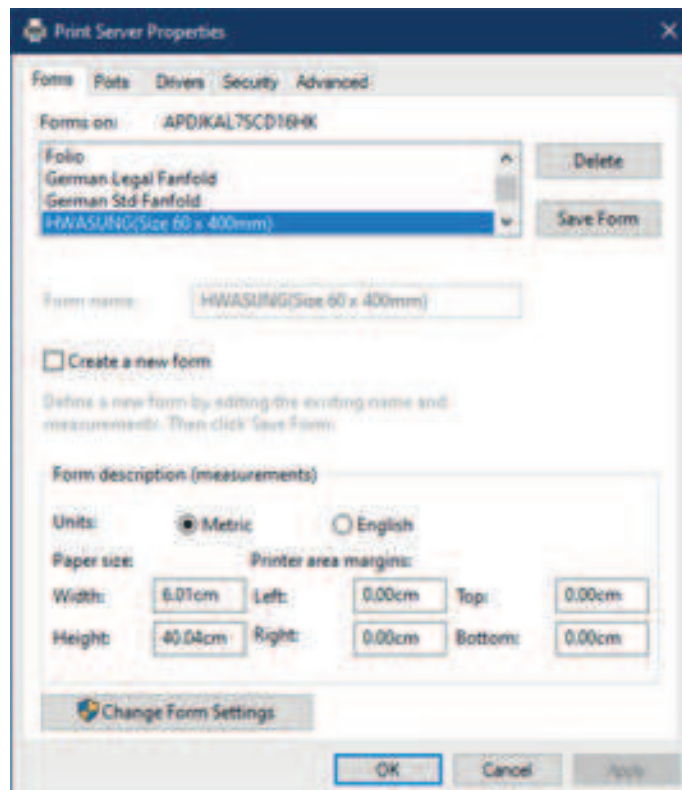 Print Server Properties
Forms Ports Drivers Security Advanced
Forms on: APDJKAL7SCD16HK
Folio
German Legal Fanfold
German Std Fanfold
HWASUNG(Size 60 x 400mm)
Delete
Save Form
Form name: HWASUNG(Size 60 x 400mm)
Create a new form
Define a new form by editing the existing name and
measurements. Then click Save Form.
Form description (measurements)
Units: Metric English
Paper size: Printer area margins:
Width: 6.01cm Left: 0.00cm Top: 0.00cm
Height: 40.04cm Right: 0.00cm Bottom: 0.00cm
Change Form Settings
OK Cancel Apply